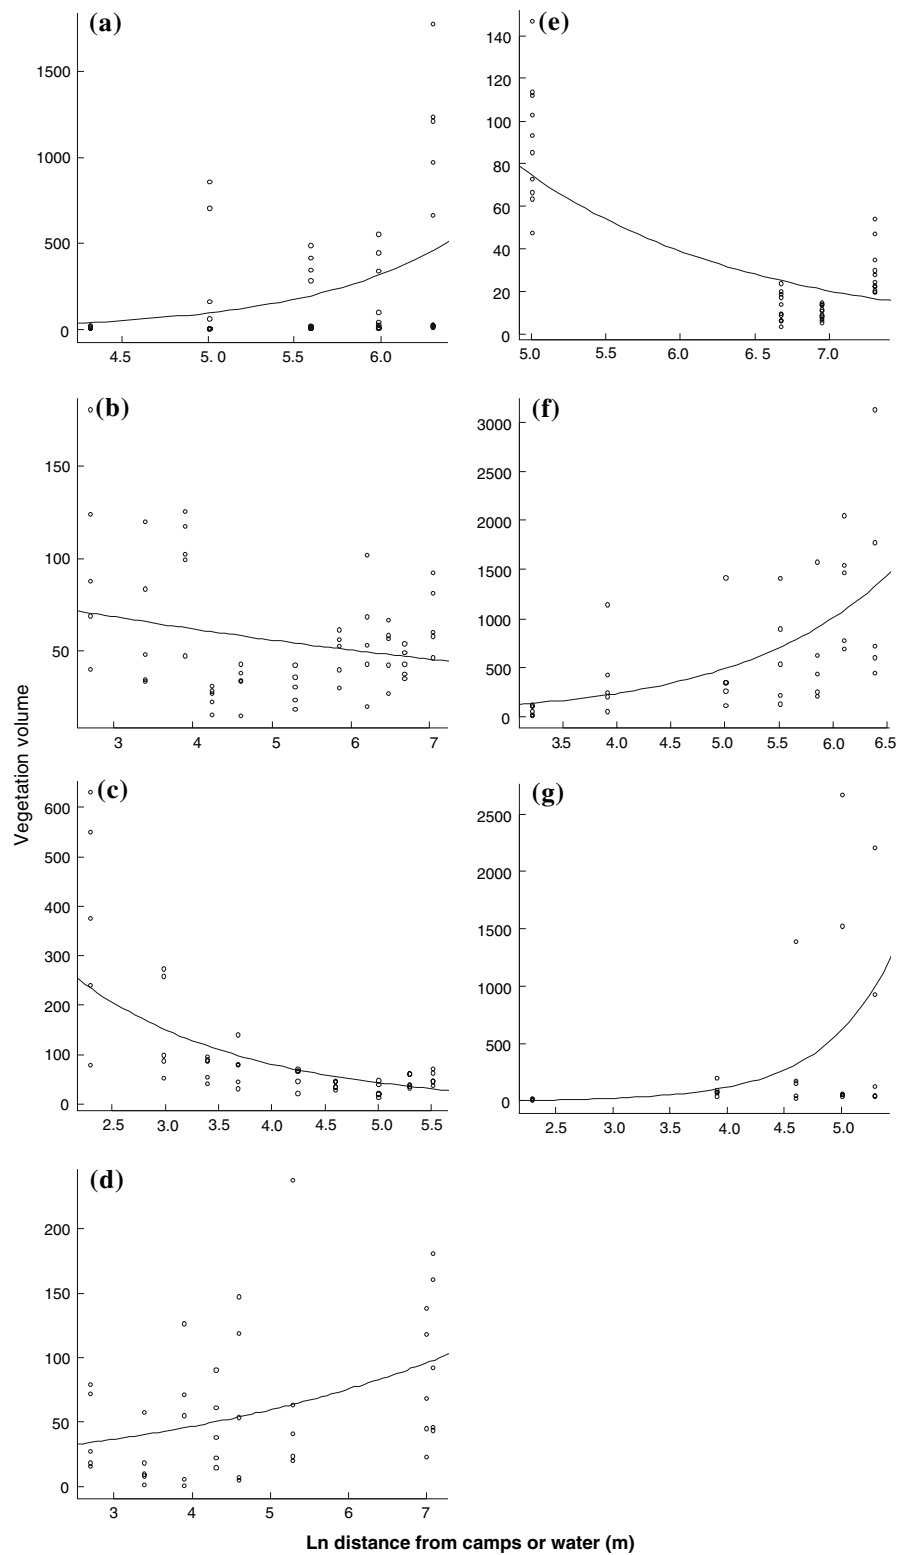 (a)
1500
1000
500
0
4.5 5. 0 5.5 6.0
(e)
140
120
100
80
60
40
20
0
5.0 5.5 6.0 6.5 7.0
(b)
150
100
50
3 4 5 6 7
(f)
3000
2500
2000
1500
1000
500
0
3.5 4.0 4.5 5.0 5.5 6.0 6.5
Vegetation volume
(c)
600
500
400
300
200
100
0
2.5 3.0 3.5 4.0 4.5 5.0 5.5
(g)
2500
2000
1500
1000
500
0
2.5 3.0 3.5 4.0 4.5 5.0
(d)
200
150
100
50
0
3 4 5 6 7
Ln distance from camps or water (m)